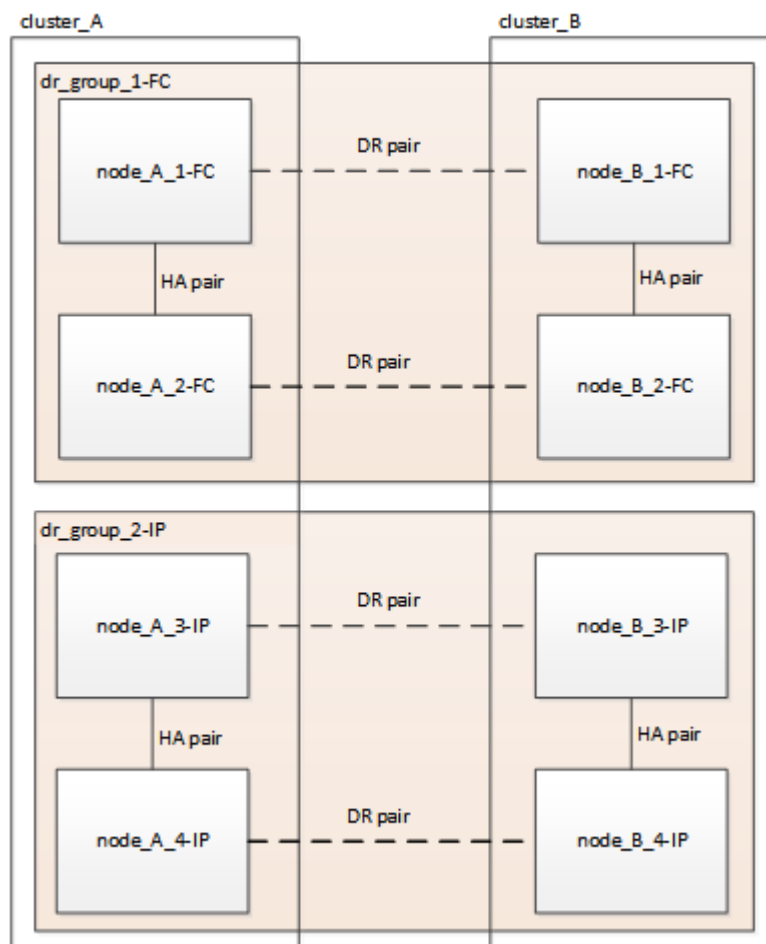 cluster_A
cluster_B
dr_group_1-FC
node_A_1-FC
DR pair
node_B_1-FC
HA pair
HA pair
node_A_2-FC
DR pair
node_B_2-FC
dr_group_2-IP
node_A_3-IP
DR pair
node_B_3-IP
HA pair
HA pair
node_A_4-IP
DR pair
node_B_4-IP